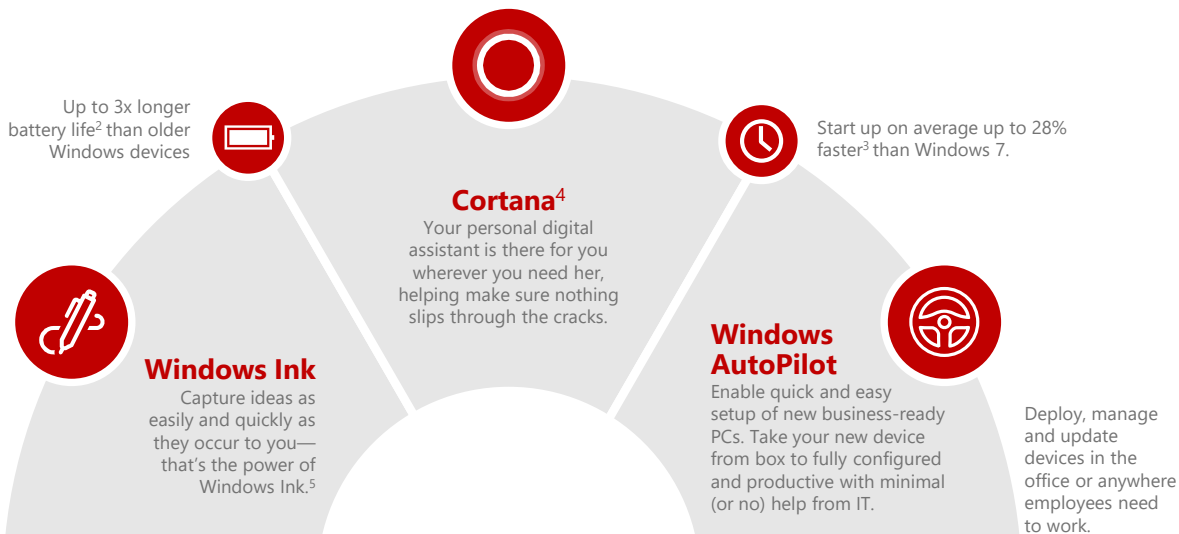 Up to 3x longer
battery life² than older
Windows devices
Start up on average up to 28%
faster³ than Windows 7.
Cortana⁴
Your personal digital
assistant is there for you
wherever you need her,
helping make sure nothing
slips through the cracks.
Windows Ink
Capture ideas as
easily and quickly as
they occur to you—
that's the power of
Windows Ink.⁵
Windows
AutoPilot
Enable quick and easy
setup of new business-ready
PCs. Take your new device
from box to fully configured
and productive with minimal
(or no) help from IT.
Deploy, manage
and update
devices in the
office or anywhere
employees need
to work.